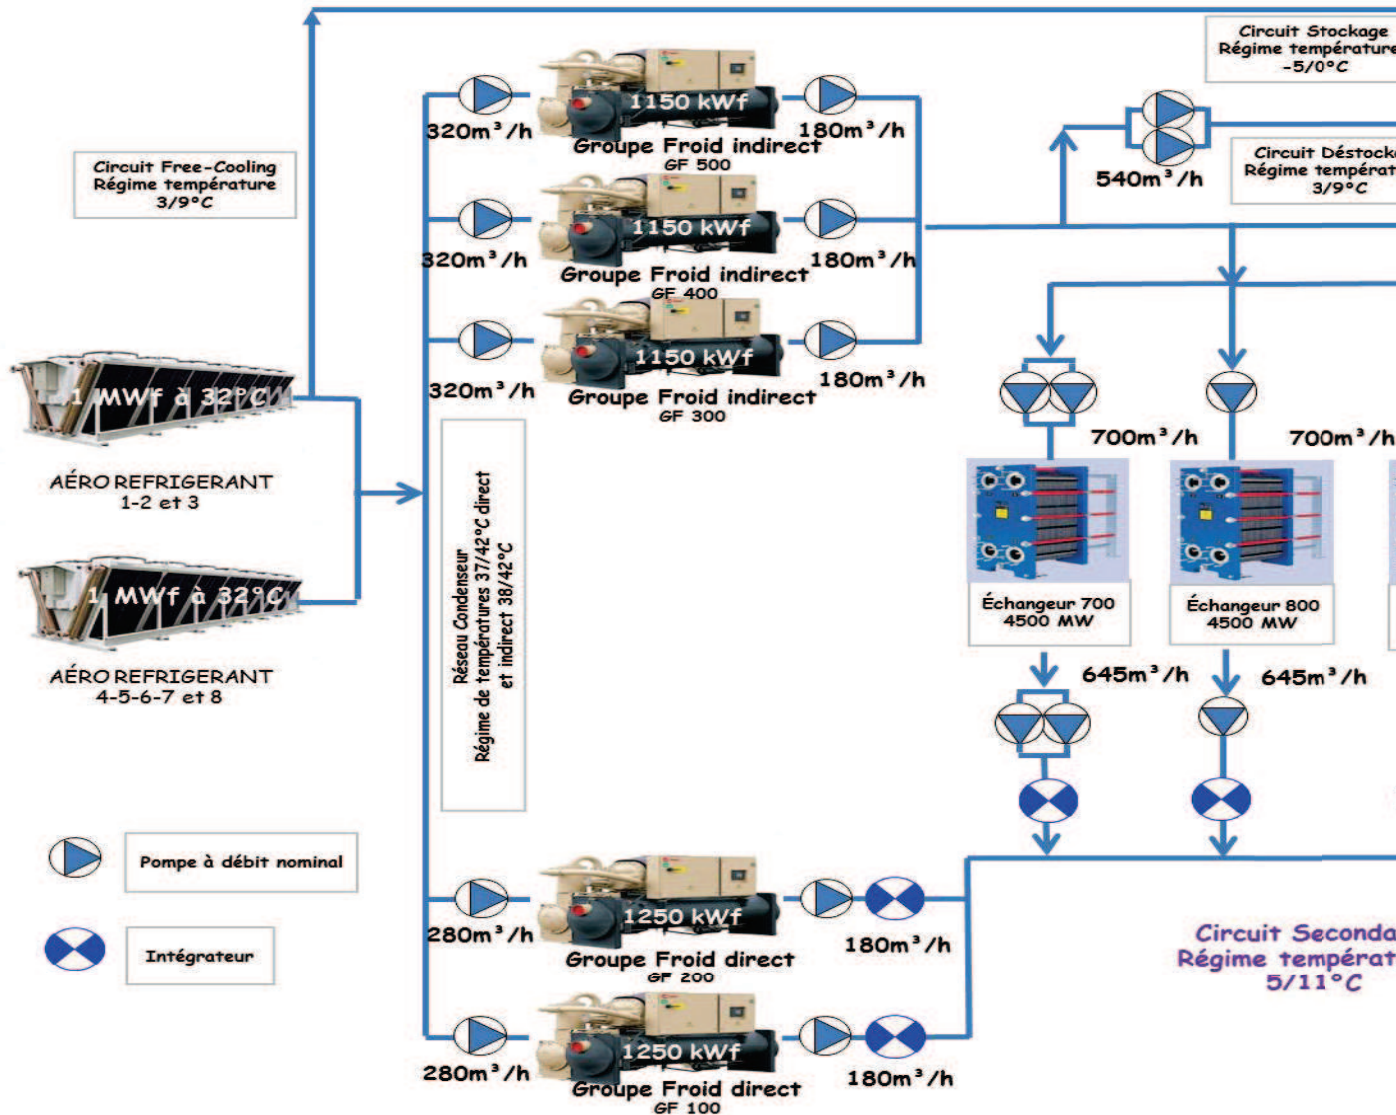 Circuit Stockage
Régime température
-5/0°C
1150 kWf
320m³/h
180m³/h
Groupe Froid indirect
GF 500
Circuit Free-Cooling
Régime température
3/9°C
540m³/h
Circuit Déstocka
Régime températ
3/9°C
1150 kWf
320m³/h
180m³/h
Groupe Froid indirect
GF 400
1150 kWf
320m³/h
180m³/h
Groupe Froid indirect
GF 300
1 MWf à 32°C
AÉRO REFRIGERANT
1-2 et 3
700m³/h
700m³/h
Réseau Condenseur
Régime de températures 37/42°C direct
et indirect 38/42°C
1 MWf à 32°C
AÉRO REFRIGERANT
4-5-6-7 et 8
Échangeur 700
4500 MW
Échangeur 800
4500 MW
645m³/h
645m³/h
Pompe à débit nominal
Intégrateur
1250 kWf
280m³/h
180m³/h
Groupe Froid direct
GF 200
Circuit Seconda
Régime températ
5/11°C
1250 kWf
280m³/h
180m³/h
Groupe Froid direct
GF 100